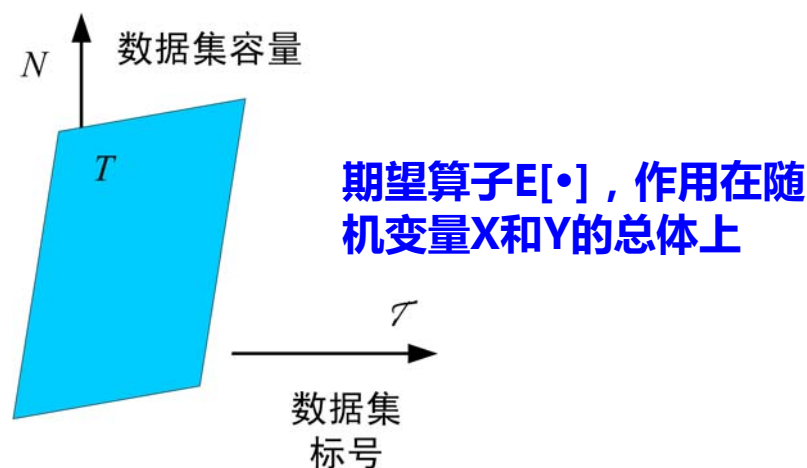 N
数据集容量
T
期望算子E[•]，作用在随
机变量X和Y的总体上
𝒯
数据集
标号